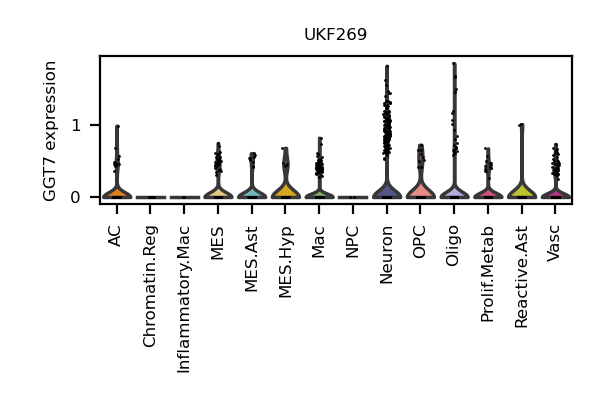 UKF269
GGT7 expression
1
0
AC
Chromatin.Reg
Inflammatory.Mac
MES
MES.Ast
MES.Hyp
Mac
NPC
Neuron
OPC
Oligo
Prolif.Metab
Reactive.Ast
Vasc